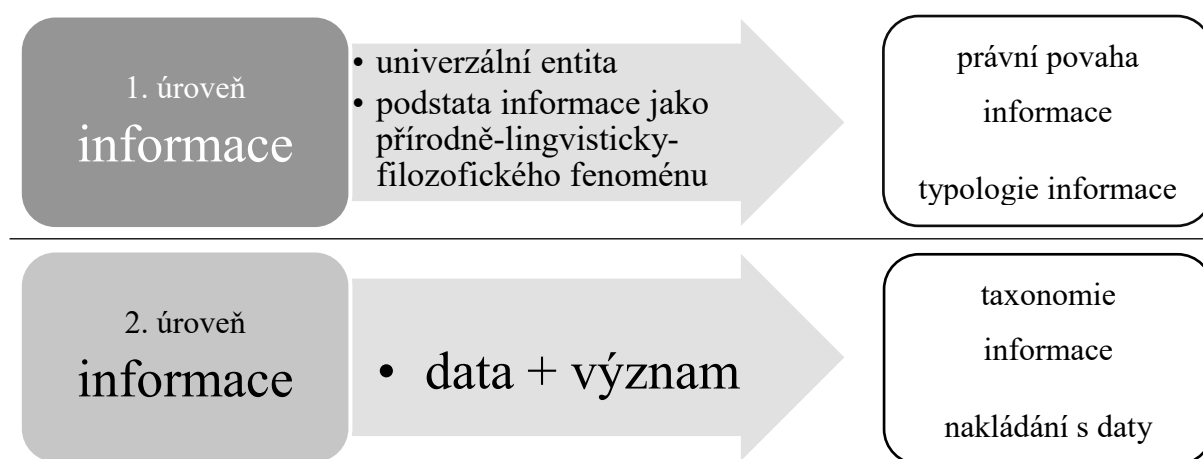 1. úroveň
informace
• univerzální entita
• podstata informace jako
přírodně-lingvisticky-
filozofického fenoménu
právní povaha
informace
typologie informace
2. úroveň
informace
• data + význam
taxonomie
informace
nakládání s daty